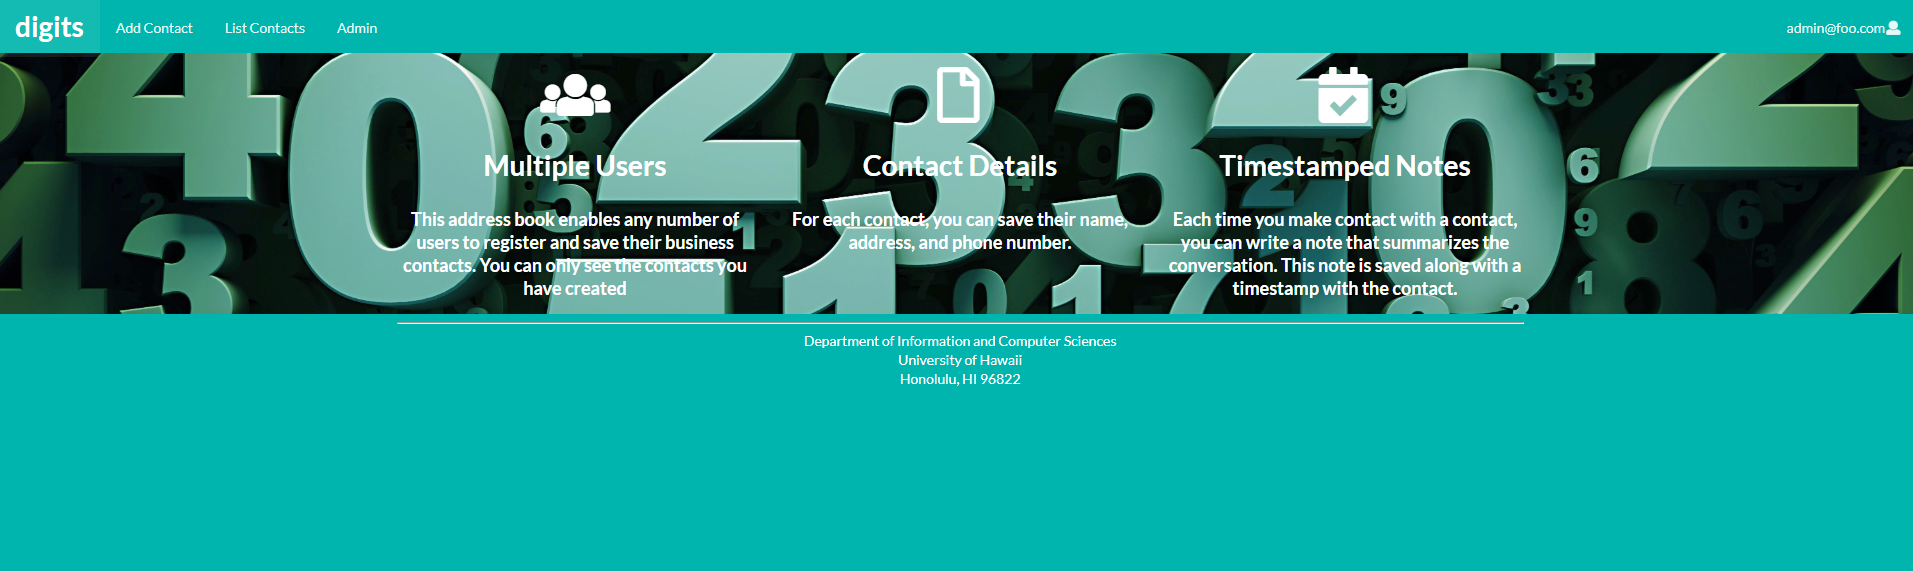 digits
Add Contact
List Contacts
Admin
admin@foo.com
Multiple Users
This address book enables any number of
users to register and save their business
contacts. You can only see the contacts you
have created
Contact Details
For each contact, you can save their name,
address, and phone number.
Timestamped Notes
Each time you make contact with a contact,
you can write a note that summarizes the
conversation. This note is saved along with a
timestamp with the contact.
Department of Information and Computer Sciences
University of Hawaii
Honolulu, HI 96822